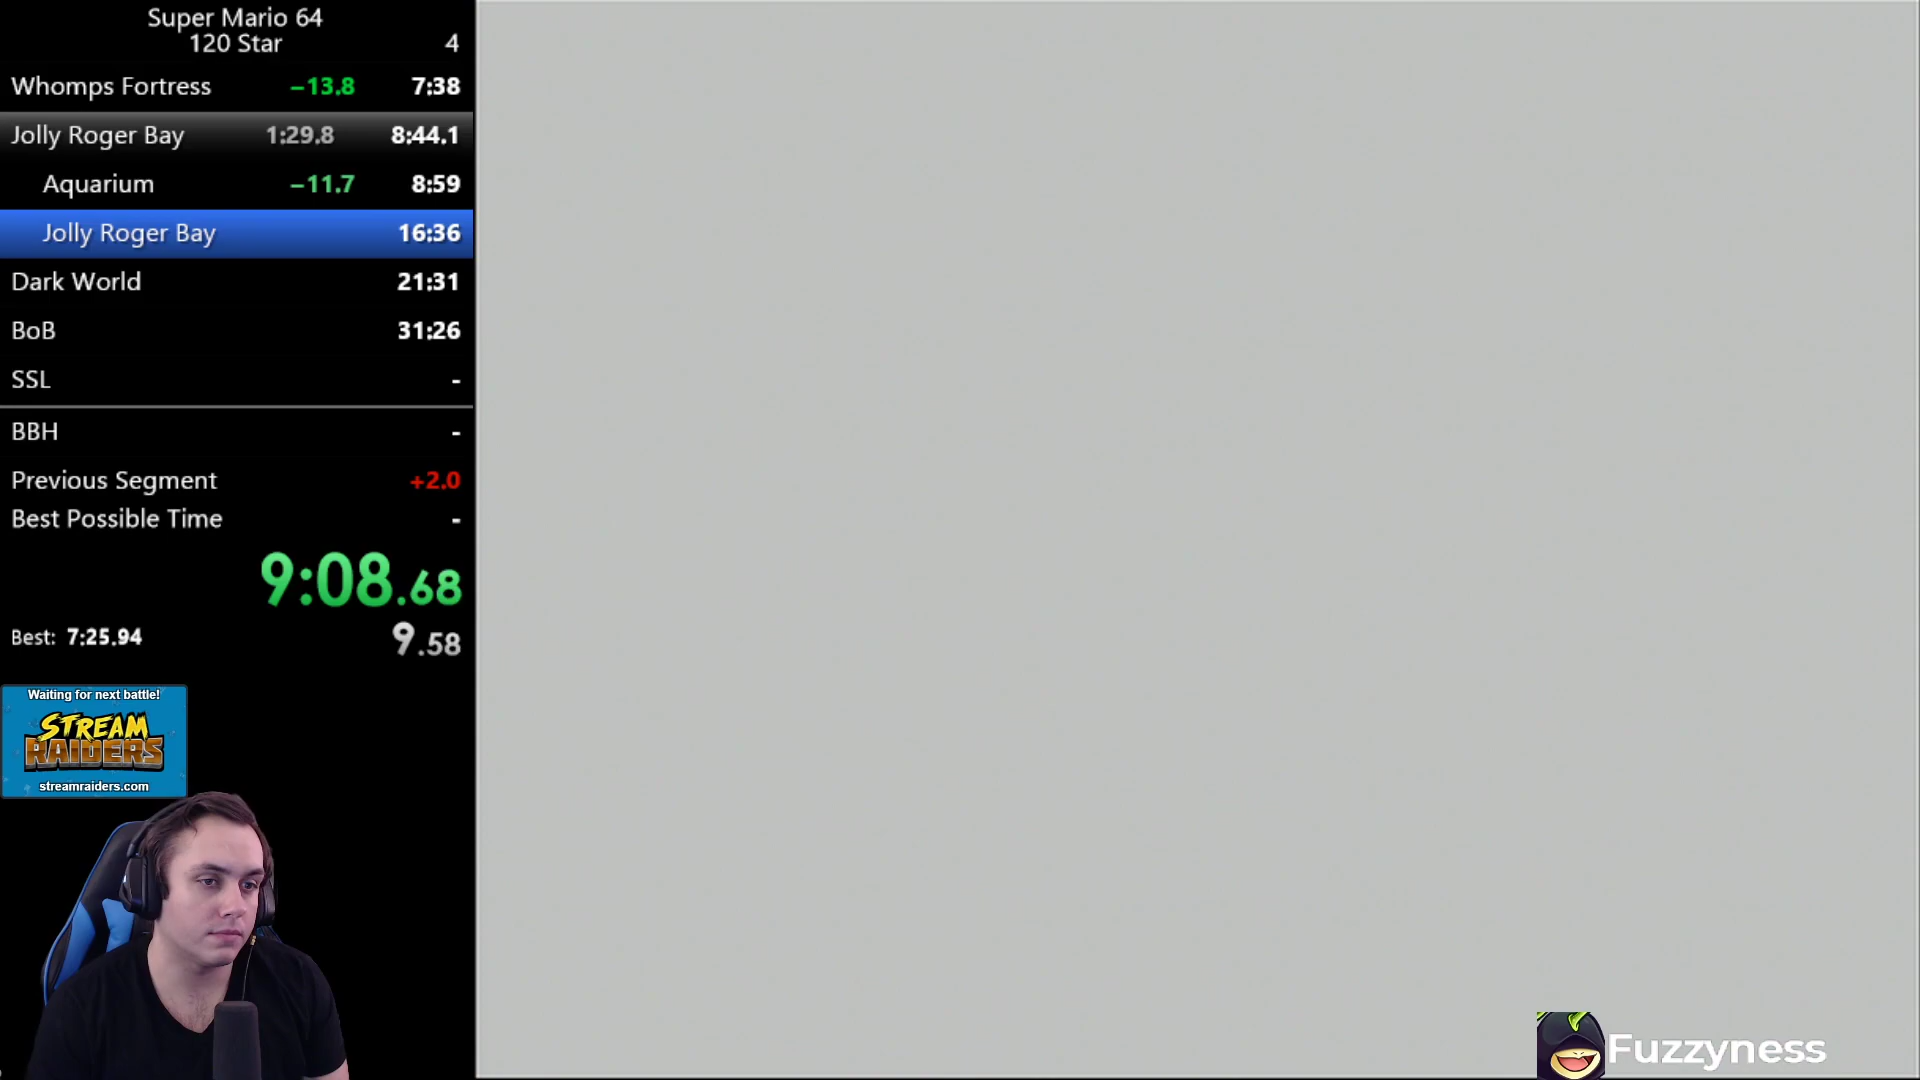 Super Mario 64
120 Star 4
Whomps Fortress −13.8 7:38
Jolly Roger Bay 1:29.8 8:44.1
Aquarium −11.7 8:59
Jolly Roger Bay 16:36
Dark World 21:31
BoB 31:26
SSL -
BBH -
Previous Segment +2.0
Best Possible Time -
9:08.68
Best: 7:25.94 9.58
Waiting for next battle!
STREAM
RAIDERS
streamraiders.com
Fuzzyness